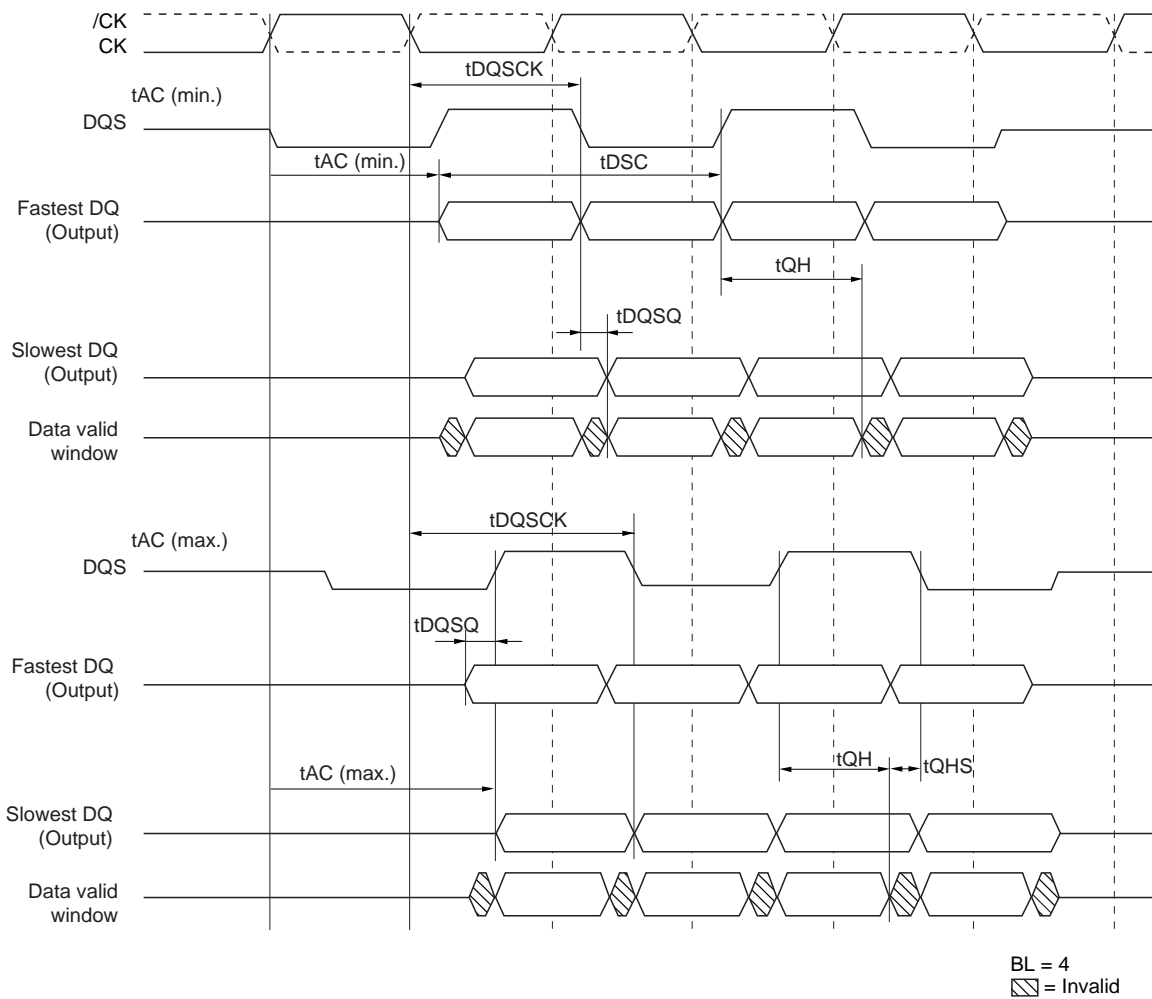 /CK
CK
tDQSCK
tAC (min.)
DQS
tAC (min.)
tDSC
Fastest DQ
(Output)
tQH
tDQSQ
Slowest DQ
(Output)
Data valid
window
tDQSCK
tAC (max.)
DQS
tDQSQ
Fastest DQ
(Output)
tQH
tQHS
tAC (max.)
Slowest DQ
(Output)
Data valid
window
BL = 4
= Invalid